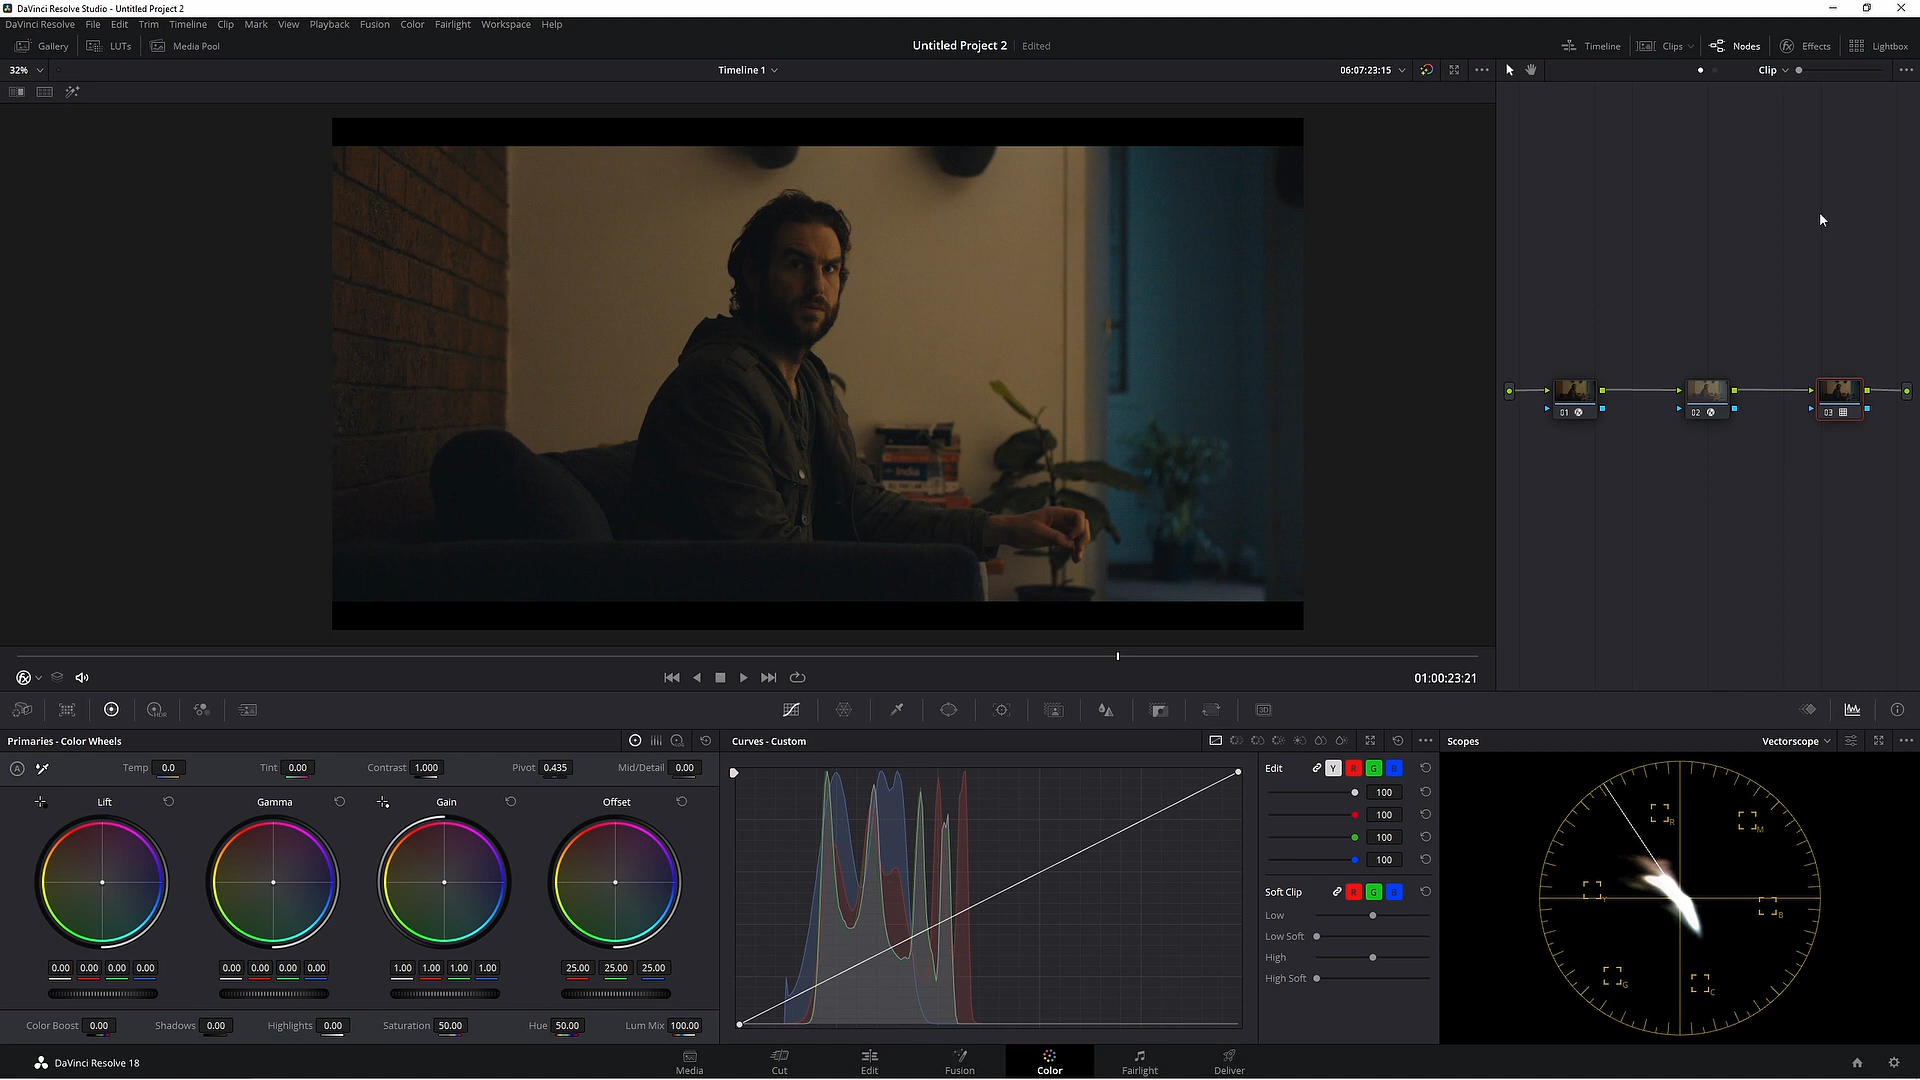 DaVinci Resolve Studio - Untitled Project 2
DaVinci Resolve File Edit Trim Timeline Clip Mark View Playback Fusion Color Fairlight Workspace Help
Gallery LUTs Media Pool Untitled Project 2 Edited Timeline Clips Nodes Effects Lightbox
32% Timeline 1 06:07:23:15 Clip
India
01 02 03
01:00:23:21
HDR 3D
Primaries - Color Wheels Curves - Custom Scopes Vectorscope
A Temp 0.0 Tint 0.00 Contrast 1.000 Pivot 0.435 Mid/Detail 0.00 Edit Y R G B
Lift Gamma Gain Offset 100
100
100
100
Soft Clip R G B
Low
Low Soft
High
High Soft
R M Y B G C
0.00 0.00 0.00 0.00 0.00 0.00 0.00 0.00 1.00 1.00 1.00 1.00 25.00 25.00 25.00
Color Boost 0.00 Shadows 0.00 Highlights 0.00 Saturation 50.00 Hue 50.00 Lum Mix 100.00
DaVinci Resolve 18 Media Cut Edit Fusion Color Fairlight Deliver